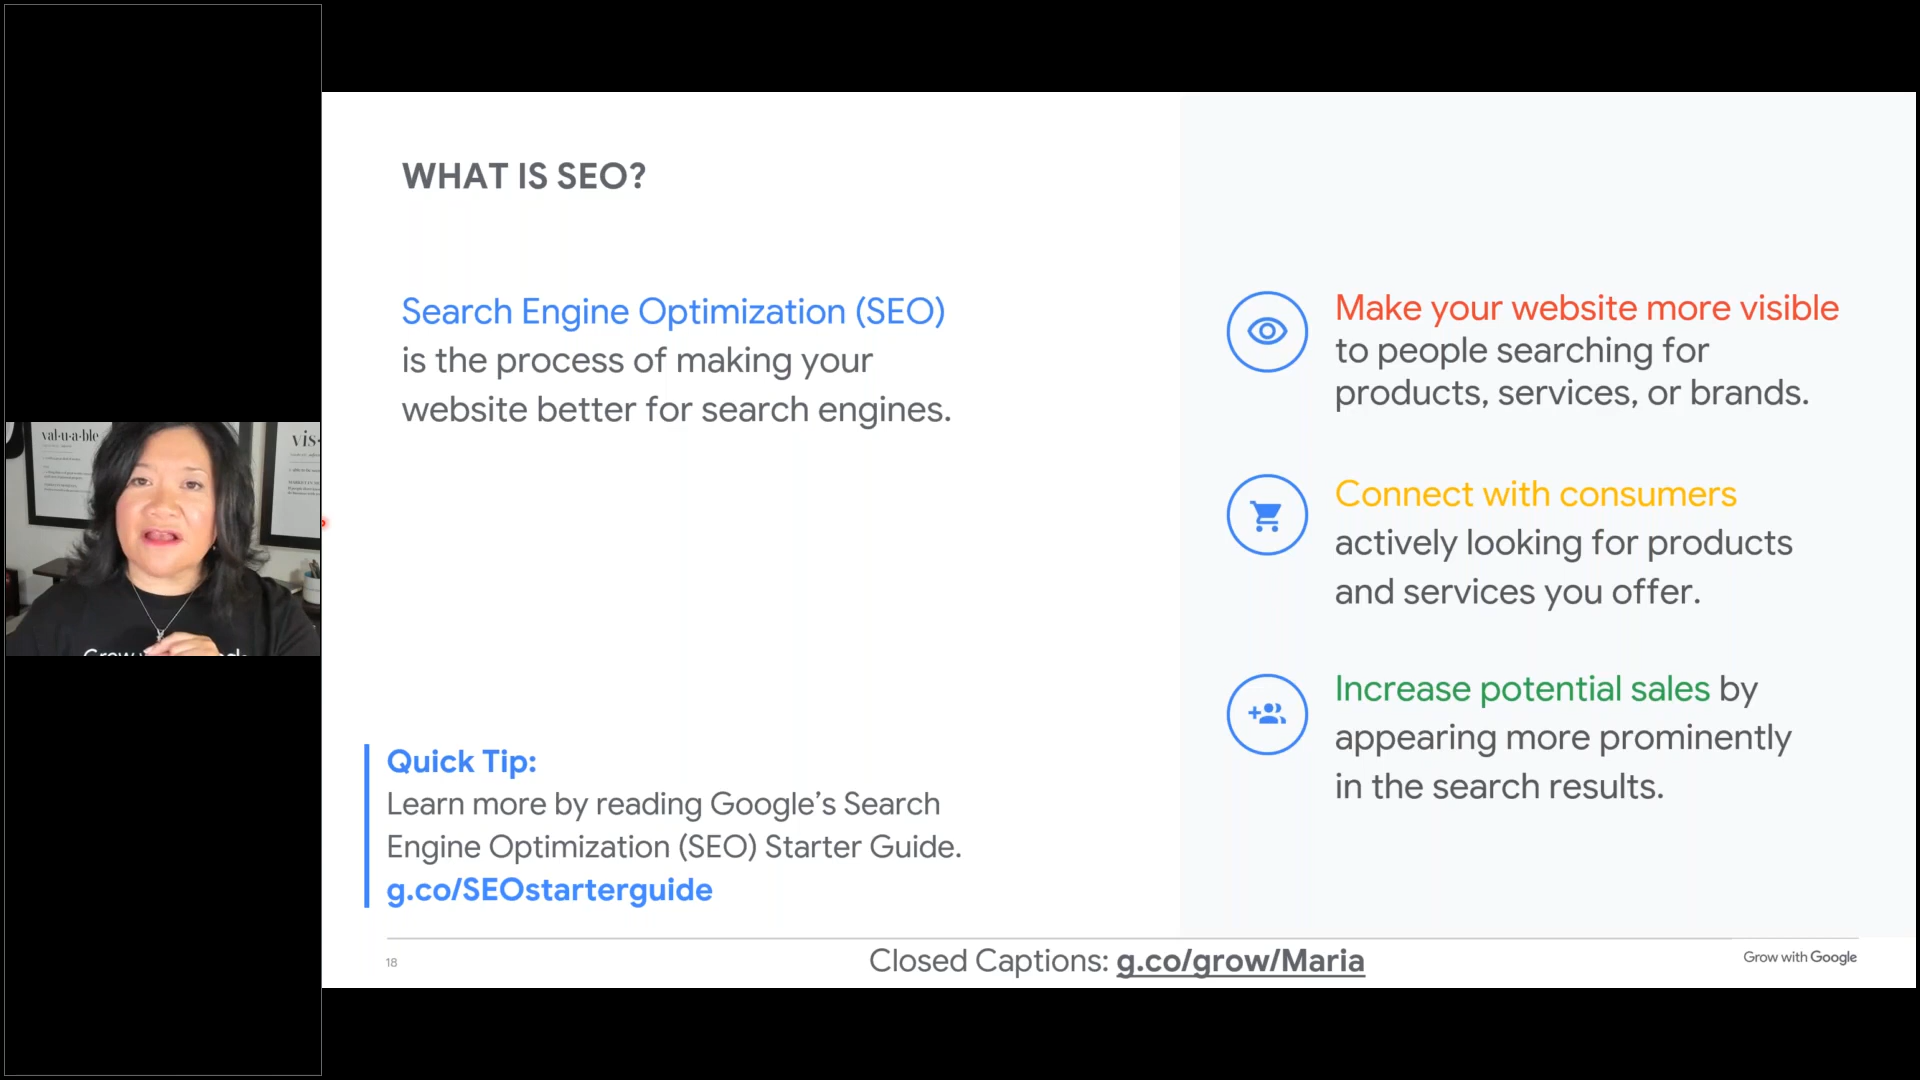 WHAT IS SEO?
Search Engine Optimization (SEO)
is the process of making your
website better for search engines.
Make your website more visible
to people searching for
products, services, or brands.
Connect with consumers
actively looking for products
and services you offer.
Increase potential sales by
appearing more prominently
in the search results.
val·u·a·ble
vis·
Quick Tip:
Learn more by reading Google’s Search
Engine Optimization (SEO) Starter Guide.
g.co/SEOstarterguide
18
Closed Captions: g.co/grow/Maria
Grow with Google